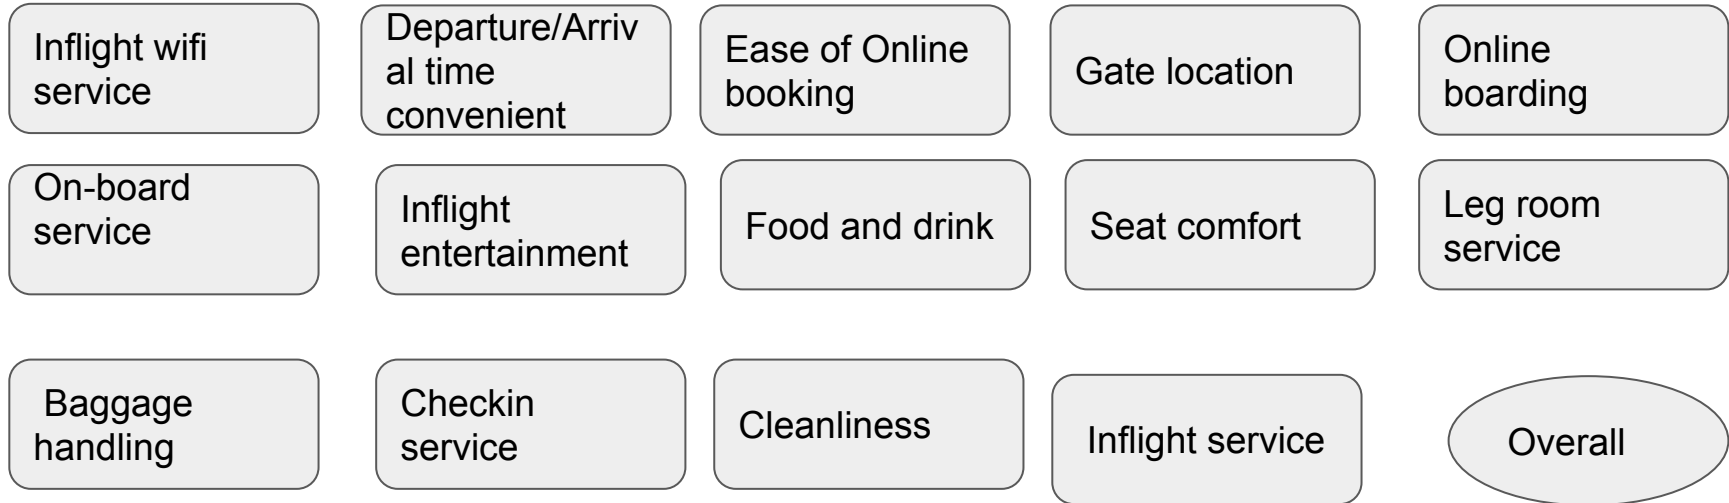 Inflight wifi
service
Departure/Arriv
al time
convenient
Ease of Online
booking
Gate location
Online
boarding
On-board
service
Inflight
entertainment
Food and drink
Seat comfort
Leg room
service
Baggage
handling
Checkin
service
Cleanliness
Inflight service
Overall